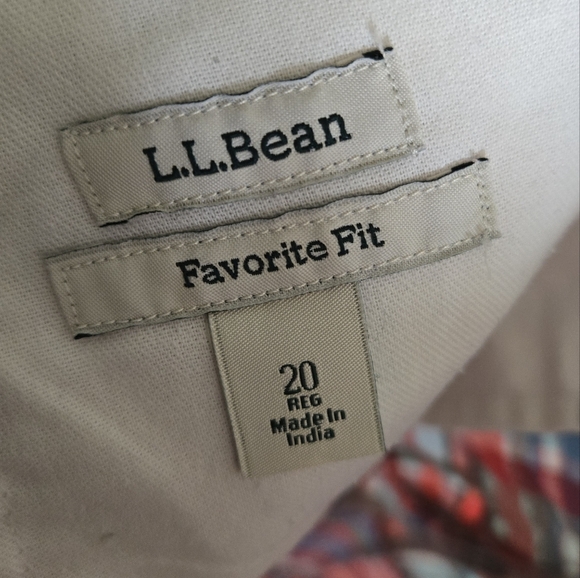 L.L.Bean
Favorite Fit
20
REG
Made In
India